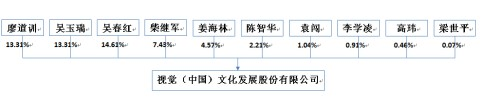 廖道训 吴玉瑞 吴春红 柴继军 姜海林 陈智华 袁闯 李学凌 高玮 梁世平
13.31% 13.31% 14.61% 7.43% 4.57% 2.21% 1.04% 0.91% 0.46% 0.07%
视觉（中国）文化发展股份有限公司